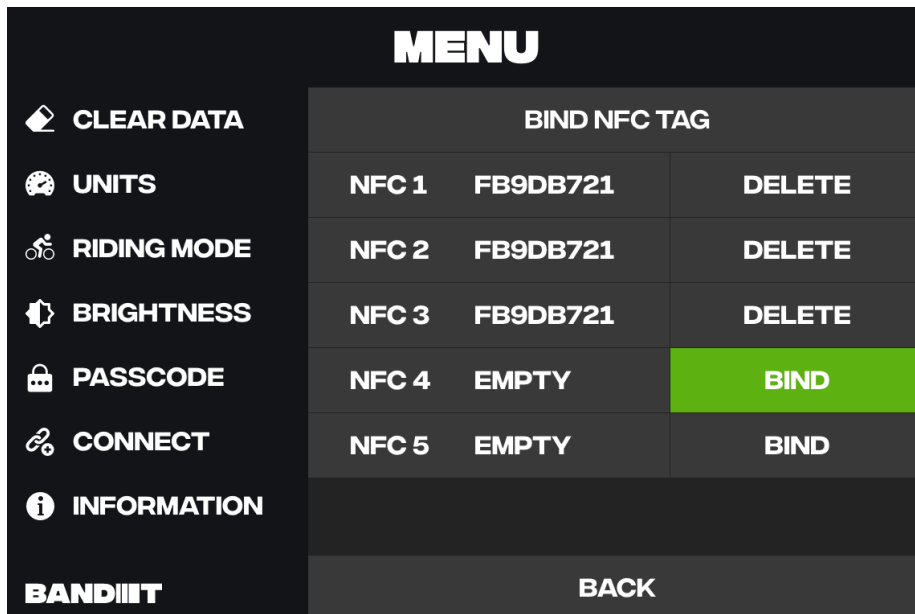 MENU
CLEAR DATA
BIND NFC TAG
UNITS
NFC 1 FB9DB721 DELETE
RIDING MODE
NFC 2 FB9DB721 DELETE
BRIGHTNESS
NFC 3 FB9DB721 DELETE
PASSCODE
NFC 4 EMPTY BIND
CONNECT
NFC 5 EMPTY BIND
INFORMATION
BANDIIIT
BACK